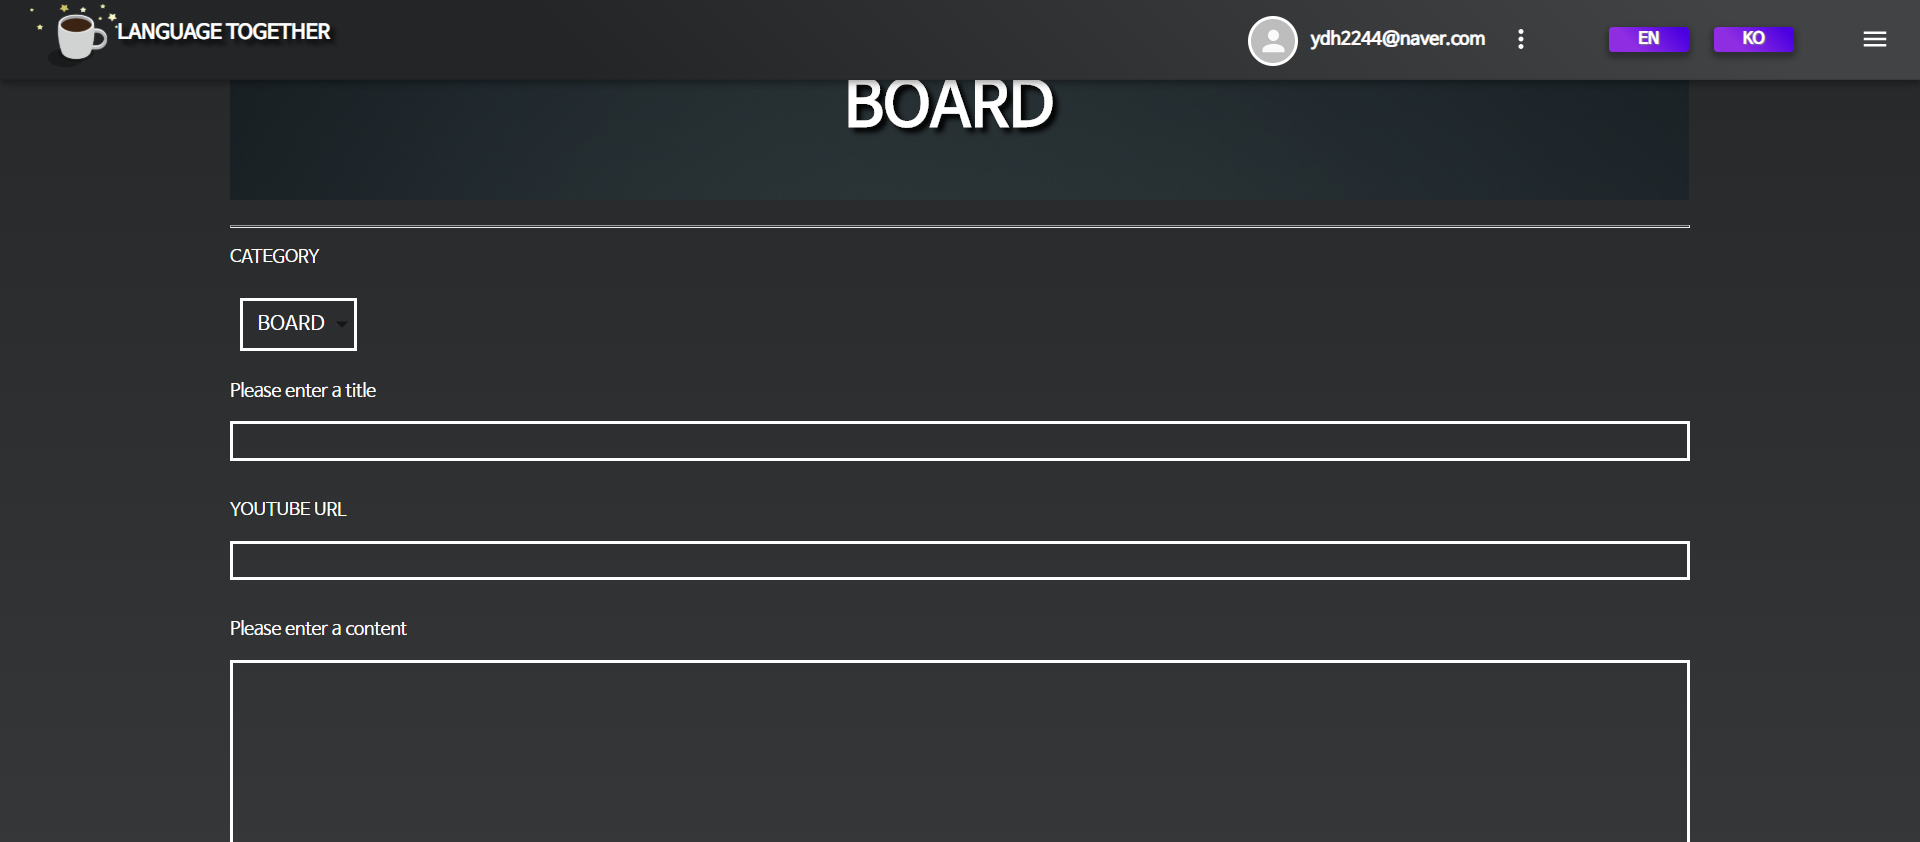 LANGUAGE TOGETHER
ydh2244@naver.com
EN
KO
BOARD
CATEGORY
BOARD
Please enter a title
YOUTUBE URL
Please enter a content